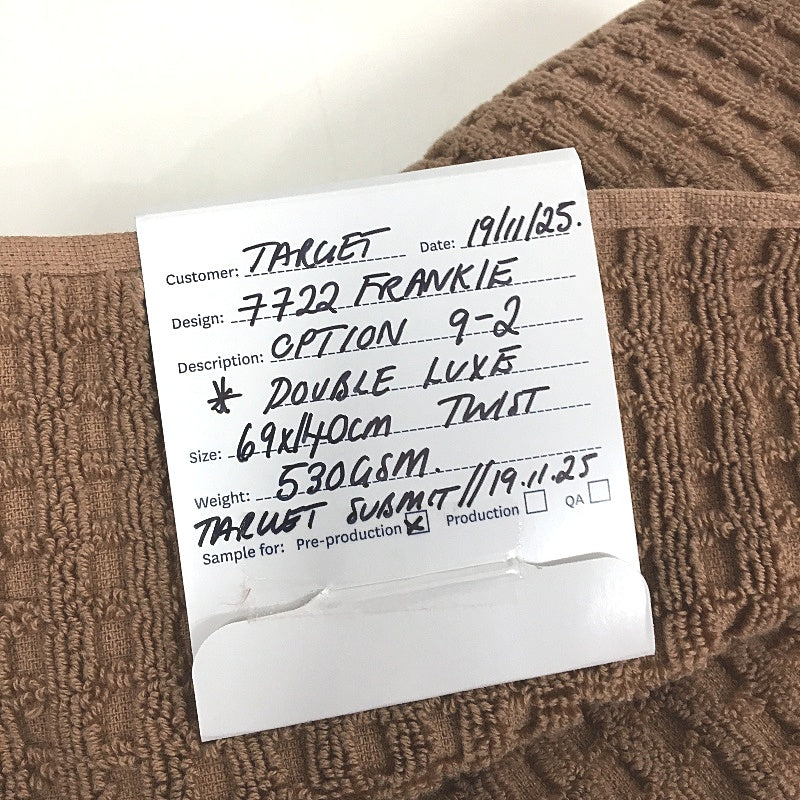 Customer: TARGET Date: 19/11/25.
Design: 7722 FRANKIE
Description: OPTION 9-2
* DOUBLE LUXE
Size: 69x140cm TWIST
Weight: 530GSM.
TARGET SUBMIT//19.11.25
Sample for: Pre-production ☒ Production ☐ QA ☐